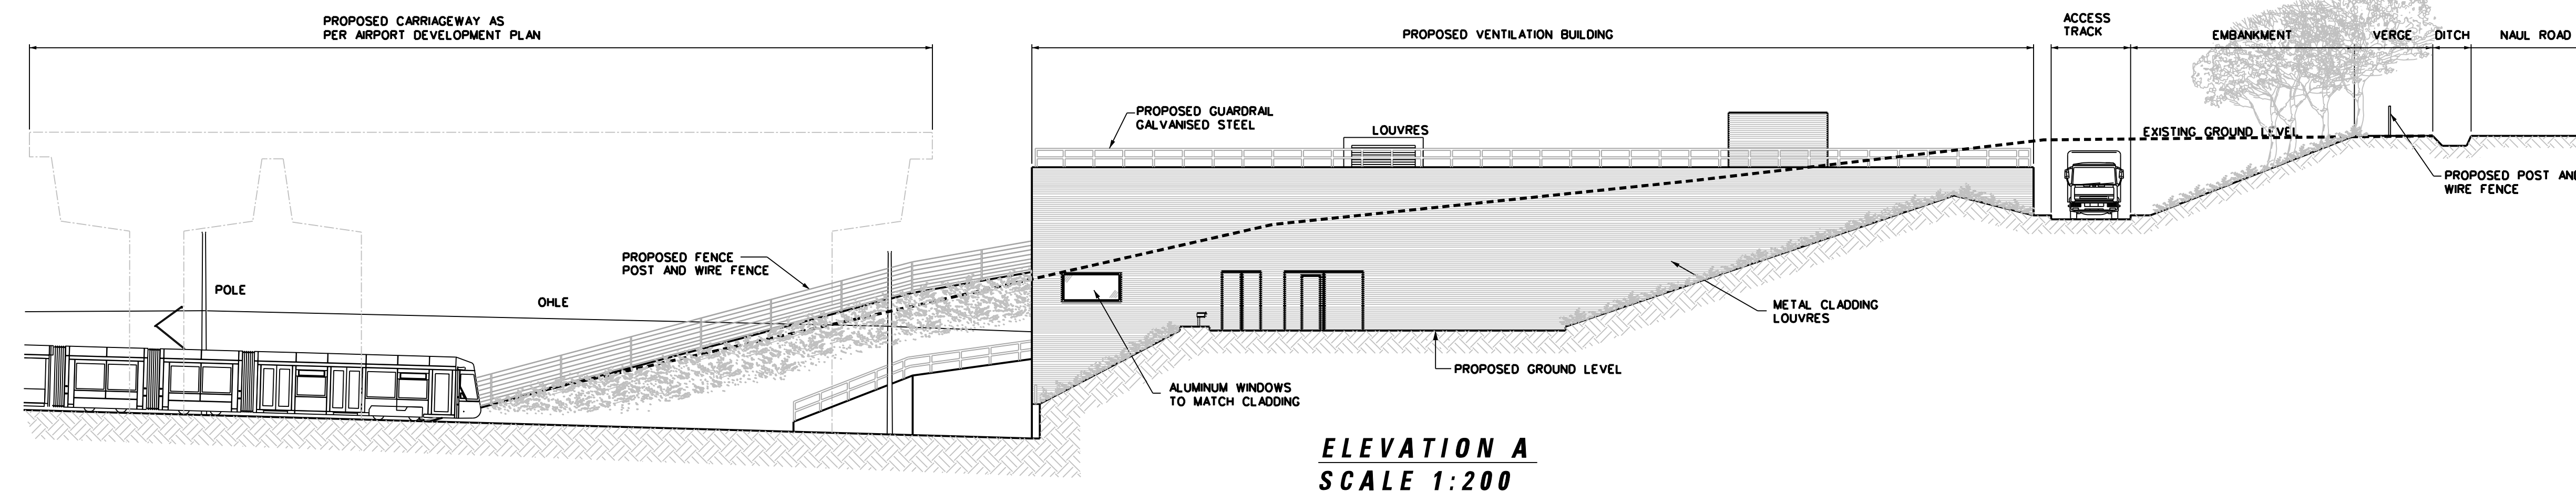 PROPOSED CARRIAGEWAY AS
PER AIRPORT DEVELOPMENT PLAN
PROPOSED VENTILATION BUILDING
ACCESS
TRACK
EMBANKMENT
VERGE
DITCH
NAUL ROAD
PROPOSED GUARDRAIL
GALVANISED STEEL
LOUVRES
EXISTING GROUND LEVEL
PROPOSED POST AN
WIRE FENCE
PROPOSED FENCE
POST AND WIRE FENCE
POLE
OHLE
METAL CLADDING
LOUVRES
PROPOSED GROUND LEVEL
ALUMINUM WINDOWS
TO MATCH CLADDING
ELEVATION A
SCALE 1:200